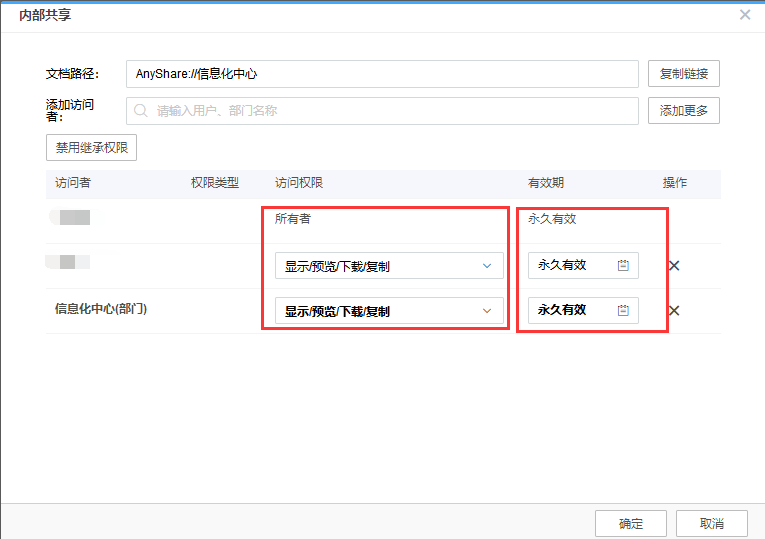 内部共享
文档路径： AnyShare://信息化中心 复制链接
添加访问者： 请输入用户、部门名称 添加更多
禁用继承权限
访问者 权限类型 访问权限 有效期 操作
所有者 永久有效
显示/预览/下载/复制 永久有效
信息化中心(部门) 显示/预览/下载/复制 永久有效
确定 取消